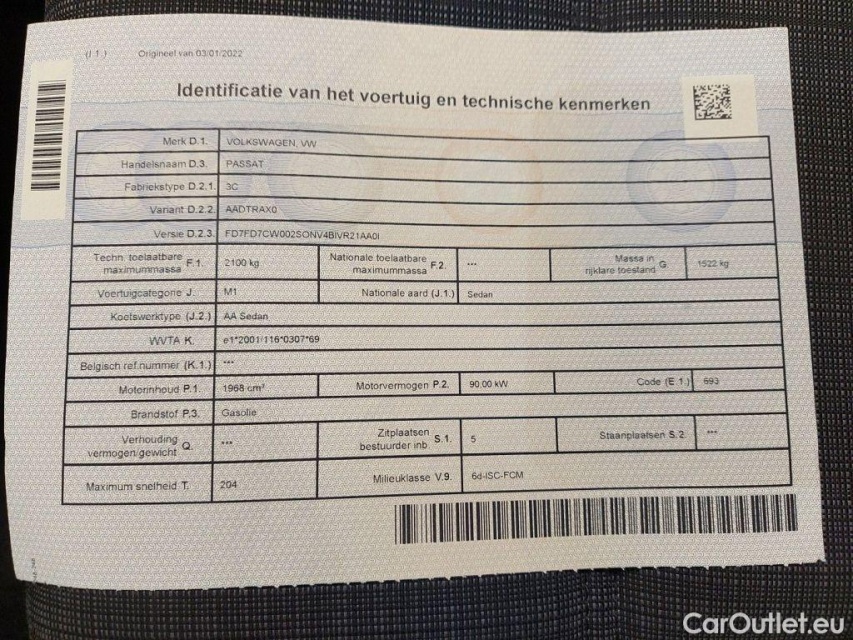 (J.1.) Origineel van 03/01/2022
Identificatie van het voertuig en technische kenmerken
Merk D.1. VOLKSWAGEN, VW
Handelsnaam D.3. PASSAT
Fabriekstype D.2.1. 3C
Variant D.2.2. AADTRAX0
Versie D.2.3. FD7FD7CW002SONV4BIVR21AA0I
Techn. toelaatbare maximummassa F.1. 2100 kg Nationale toelaatbare maximummassa F.2. --- Massa in rijklare toestand G. 1522 kg
Voertuigcategorie J. M1 Nationale aard (J.1.) Sedan
Koetswerktype (J.2.) AA Sedan
WVTA K. e1*2001/116*0307*69
Belgisch ref.nummer (K.1.) ---
Motorinhoud P.1. 1968 cm³ Motorvermogen P.2. 90.00 kW Code (E.1.) 693
Brandstof P.3. Gasolie
Verhouding vermogen/gewicht Q. --- Zitplaatsen bestuurder inb. S.1. 5 Staanplaatsen S.2. ---
Maximum snelheid T. 204 Milieuklasse V.9. 6d-ISC-FCM
CarOutlet.eu